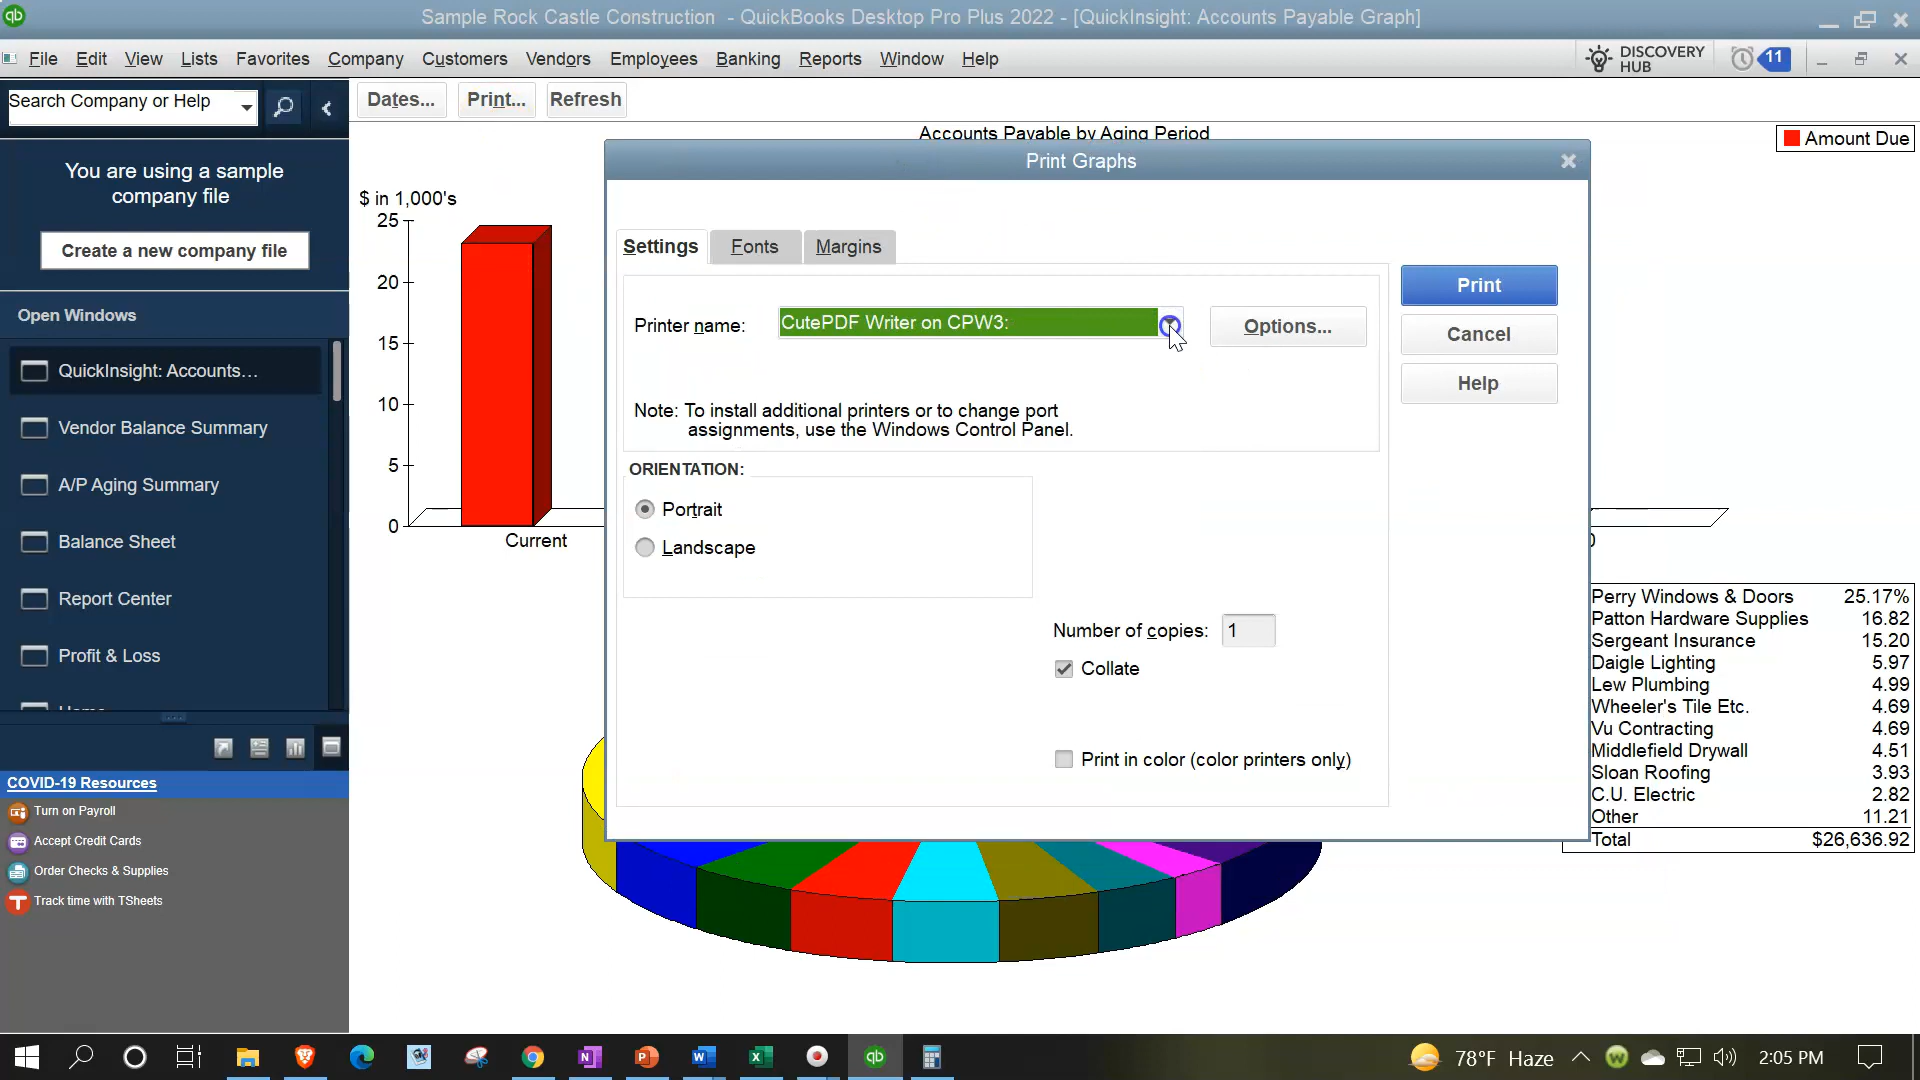 Sample Rock Castle Construction - QuickBooks Desktop Pro Plus 2022 - [QuickInsight: Accounts Payable Graph]
File Edit View Lists Favorites Company Customers Vendors Employees Banking Reports Window Help
DISCOVERY
HUB
11
Search Company or Help
Dates... Print... Refresh
You are using a sample
company file
Create a new company file
Open Windows
QuickInsight: Accounts...
Vendor Balance Summary
A/P Aging Summary
Balance Sheet
Report Center
Profit & Loss
Home
COVID-19 Resources
Turn on Payroll
Accept Credit Cards
Order Checks & Supplies
Track time with TSheets
Accounts Payable by Aging Period
Amount Due
$ in 1,000's
25
20
15
10
5
0
Current
Print Graphs
Settings Fonts Margins
Printer name: CutePDF Writer on CPW3: Options...
Note: To install additional printers or to change port
assignments, use the Windows Control Panel.
ORIENTATION:
Portrait
Landscape
Number of copies: 1
Collate
Print in color (color printers only)
Print
Cancel
Help
Perry Windows & Doors 25.17%
Patton Hardware Supplies 16.82
Sergeant Insurance 15.20
Daigle Lighting 5.97
Lew Plumbing 4.99
Wheeler's Tile Etc. 4.69
Vu Contracting 4.69
Middlefield Drywall 4.51
Sloan Roofing 3.93
C.U. Electric 2.82
Other 11.21
Total $26,636.92
78°F Haze 2:05 PM